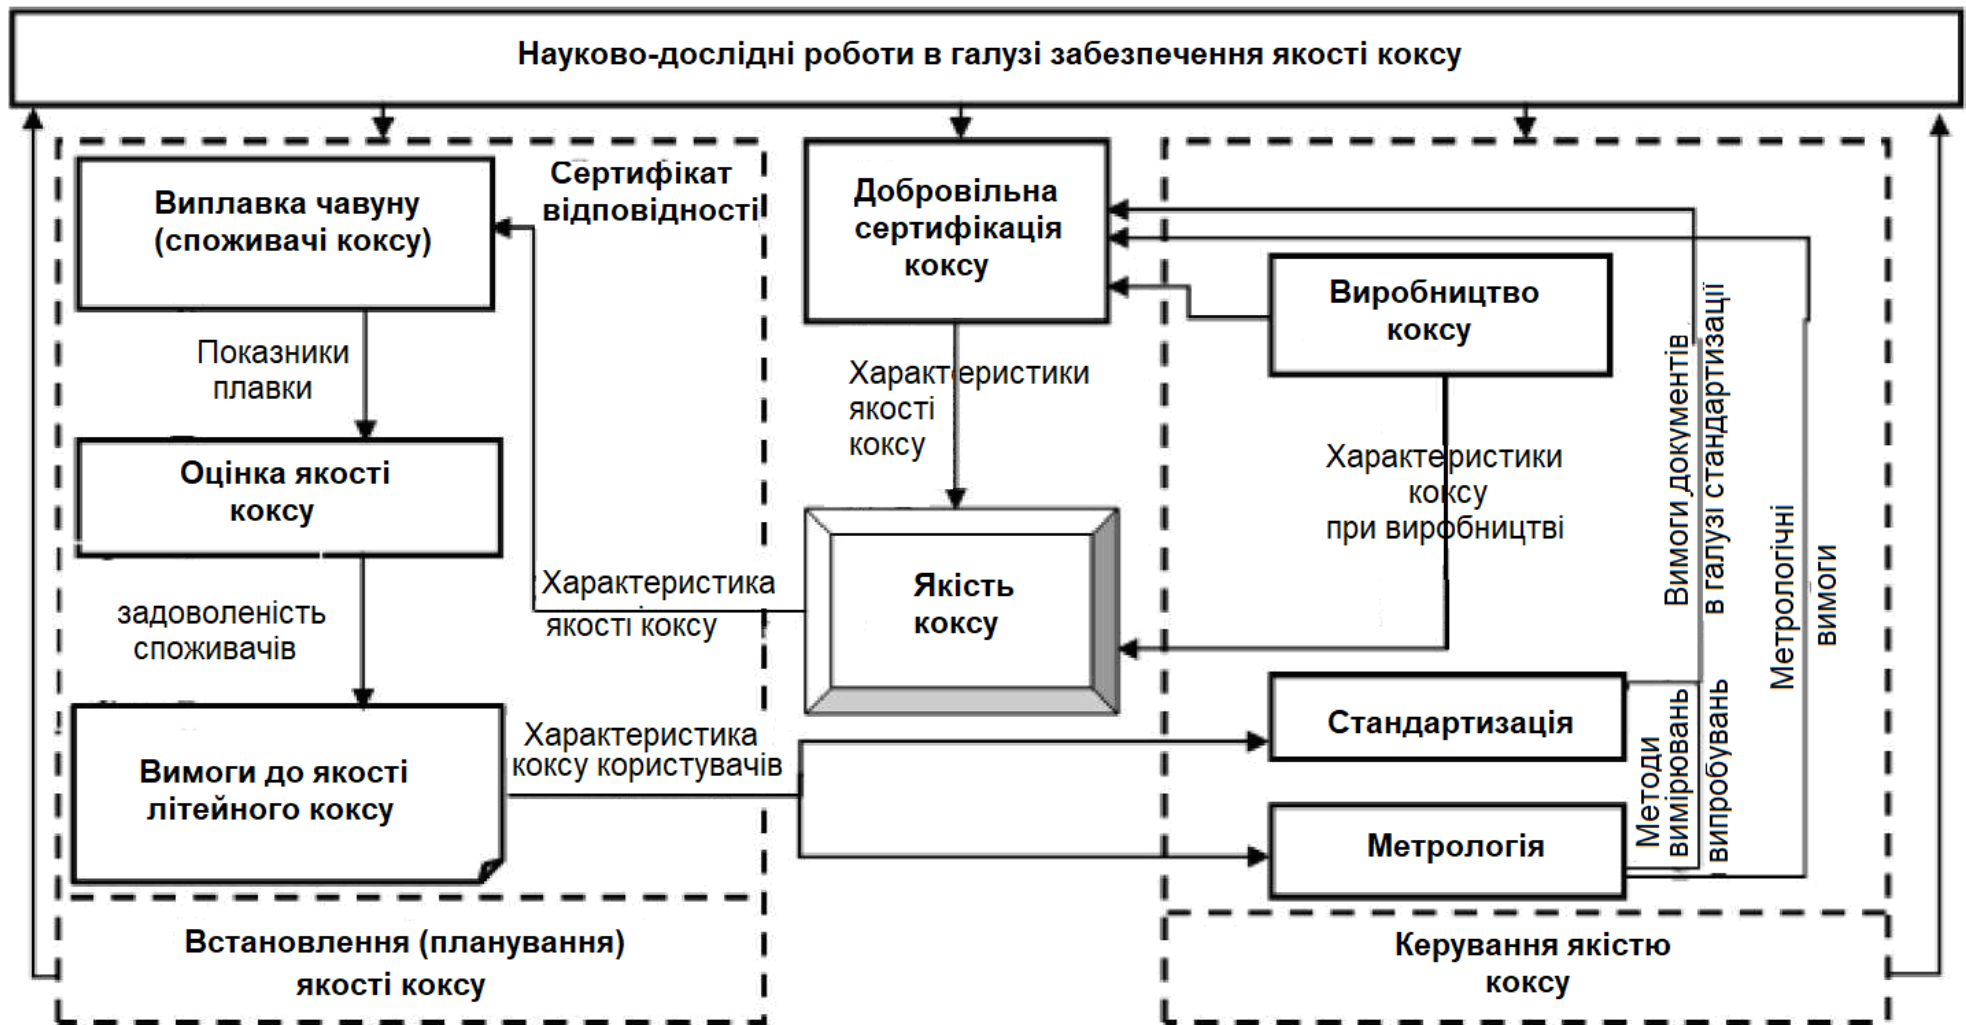 Науково-дослідні роботи в галузі забезпечення якості коксу
Виплавка чавуну
(споживачі коксу)
Сертифікат
відповідності
Показники
плавки
Оцінка якості
коксу
задоволеність
споживачів
Характеристика
якості коксу
Вимоги до якості
літейного коксу
Характеристика
коксу користувачів
Встановлення (планування)
якості коксу
Добровільна
сертифікація
коксу
Характеристики
якості
коксу
Якість
коксу
Виробництво
коксу
Характеристики
коксу
при виробництві
Стандартизація
Метрологія
Вимоги документів
в галузі стандартизації
Методи
вимірювань
випробувань
Метрологічні
вимоги
Керування якістю
коксу